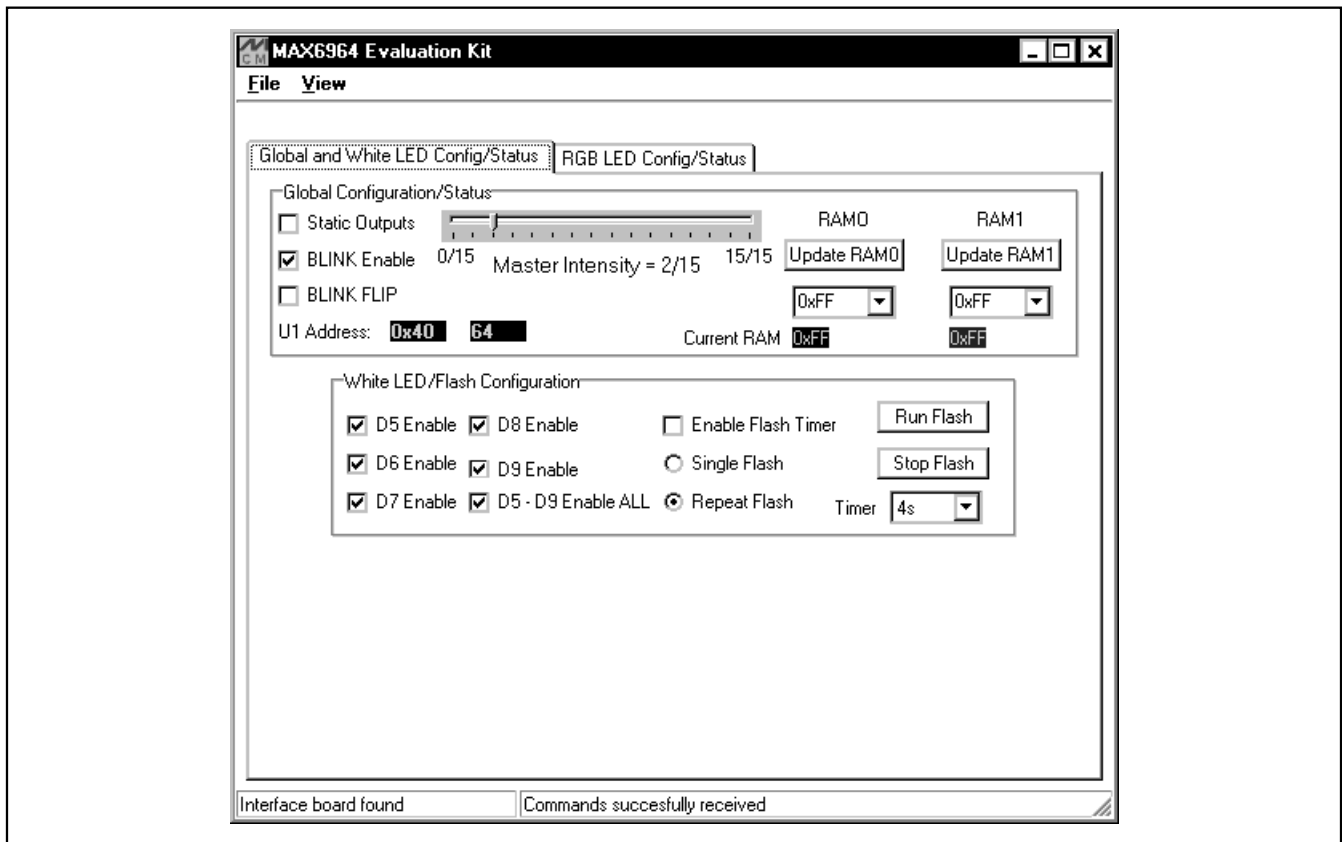 CM MAX6964 Evaluation Kit
File View
Global and White LED Config/Status RGB LED Config/Status
Global Configuration/Status
Static Outputs RAM0 RAM1
BLINK Enable 0/15 Master Intensity = 2/15 15/15 Update RAM0 Update RAM1
BLINK FLIP 0xFF 0xFF
U1 Address: 0x40 64 Current RAM 0xFF 0xFF
White LED/Flash Configuration
D5 Enable D8 Enable Enable Flash Timer Run Flash
D6 Enable D9 Enable Single Flash Stop Flash
D7 Enable D5 - D9 Enable ALL Repeat Flash Timer 4s
Interface board found Commands succesfully received